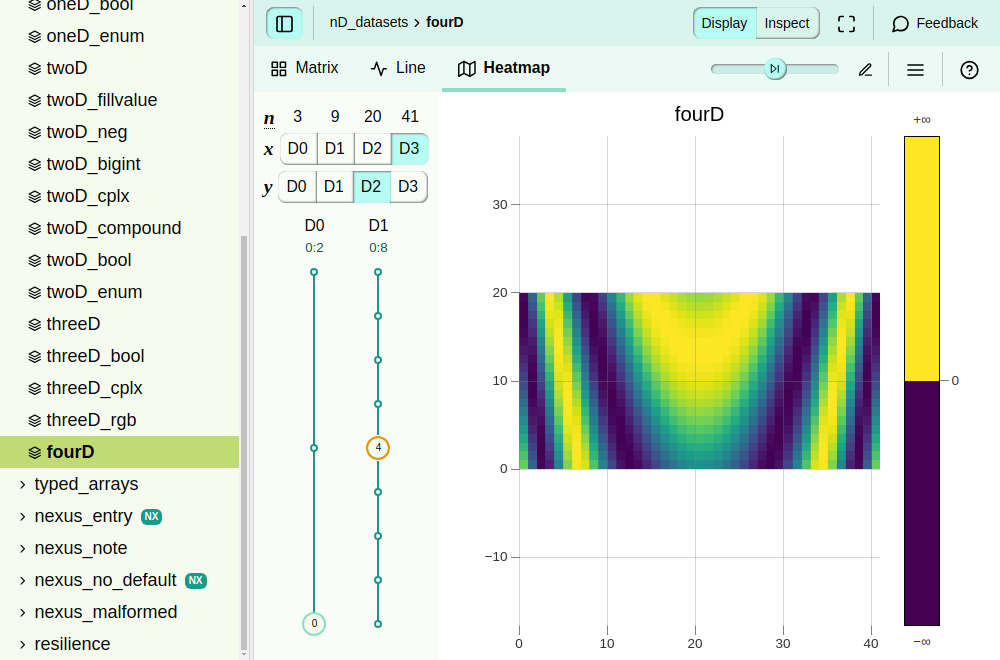 oneD_bool
oneD_enum
twoD
twoD_fillvalue
twoD_neg
twoD_bigint
twoD_cplx
twoD_compound
twoD_bool
twoD_enum
threeD
threeD_bool
threeD_cplx
threeD_rgb
fourD
typed_arrays
nexus_entry NX
nexus_note
nexus_no_default NX
nexus_malformed
resilience
nD_datasets › fourD
Display Inspect
Feedback
Matrix Line Heatmap
n 3 9 20 41
x D0 D1 D2 D3
y D0 D1 D2 D3
D0 D1
0:2 0:8
4
0
fourD
30
20
10
0
−10
0 10 20 30 40
+∞
0
−∞